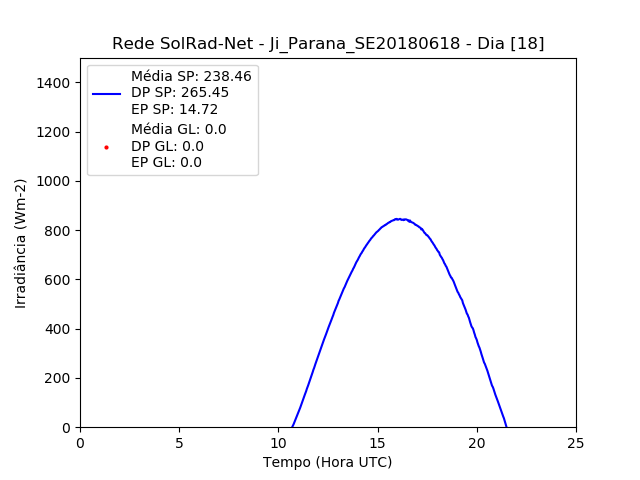 Rede SolRad-Net - Ji_Parana_SE20180618 - Dia [18]
Média SP: 238.46
DP SP: 265.45
EP SP: 14.72
Média GL: 0.0
DP GL: 0.0
EP GL: 0.0
Irradiância (Wm-2)
1400
1200
1000
800
600
400
200
0
0 5 10 15 20 25
Tempo (Hora UTC)